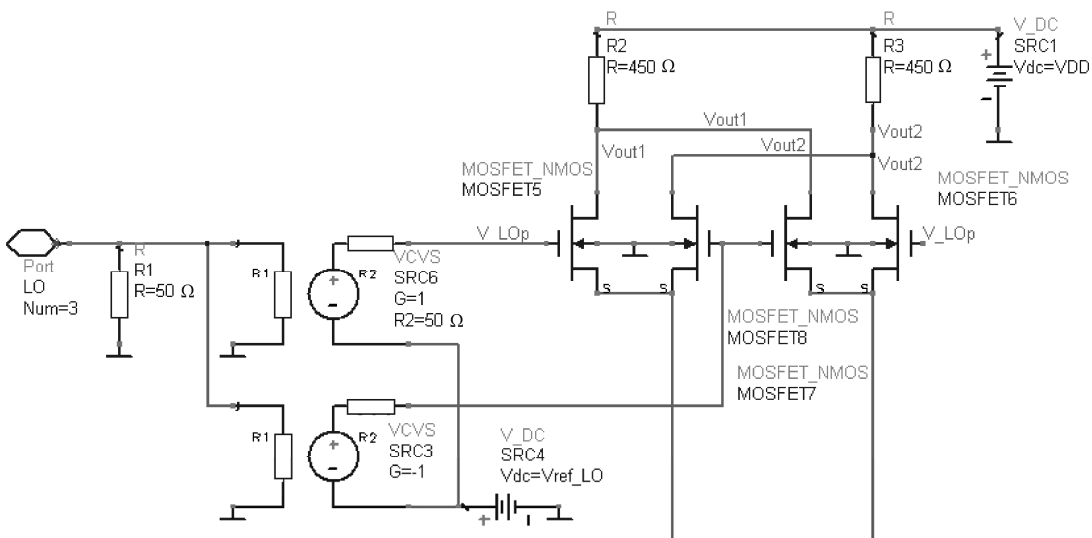 R
R2
R=450 Ω
R
R3
R=450 Ω
V_DC
SRC1
Vdc=VDD
+
-
Vout1
Vout1
Vout2
Vout2
Vout2
MOSFET_NMOS
MOSFET5
MOSFET_NMOS
MOSFET6
V_LOp
V_LOp
Port
LO
Num=3
R
R1
R=50 Ω
R1
+
-
R2
VCVS
SRC6
G=1
R2=50 Ω
S
S
S
S
MOSFET_NMOS
MOSFET8
MOSFET_NMOS
MOSFET7
R1
+
-
R2
VCVS
SRC3
G=-1
V_DC
SRC4
Vdc=Vref_LO
+
I